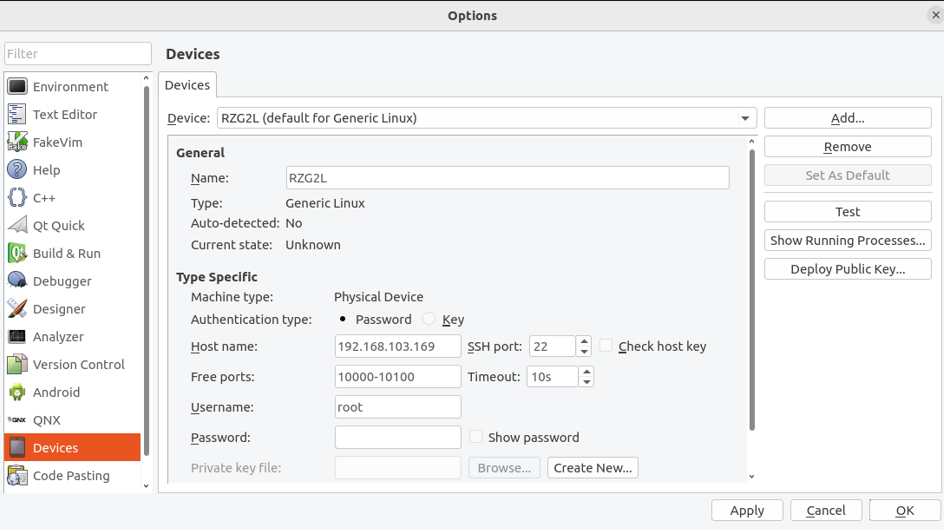 Options
Filter
Environment
Text Editor
FakeVim
Help
C++
Qt Quick
Build & Run
Debugger
Designer
Analyzer
Version Control
Android
QNX
QNX
Devices
Code Pasting
Devices
Devices
Device: RZG2L (default for Generic Linux)
General
Name: RZG2L
Type: Generic Linux
Auto-detected: No
Current state: Unknown
Type Specific
Machine type: Physical Device
Authentication type: Password Key
Host name: 192.168.103.169 SSH port: 22 Check host key
Free ports: 10000-10100 Timeout: 10s
Username: root
Password: Show password
Private key file: Browse... Create New...
Add...
Remove
Set As Default
Test
Show Running Processes...
Deploy Public Key...
Apply Cancel OK